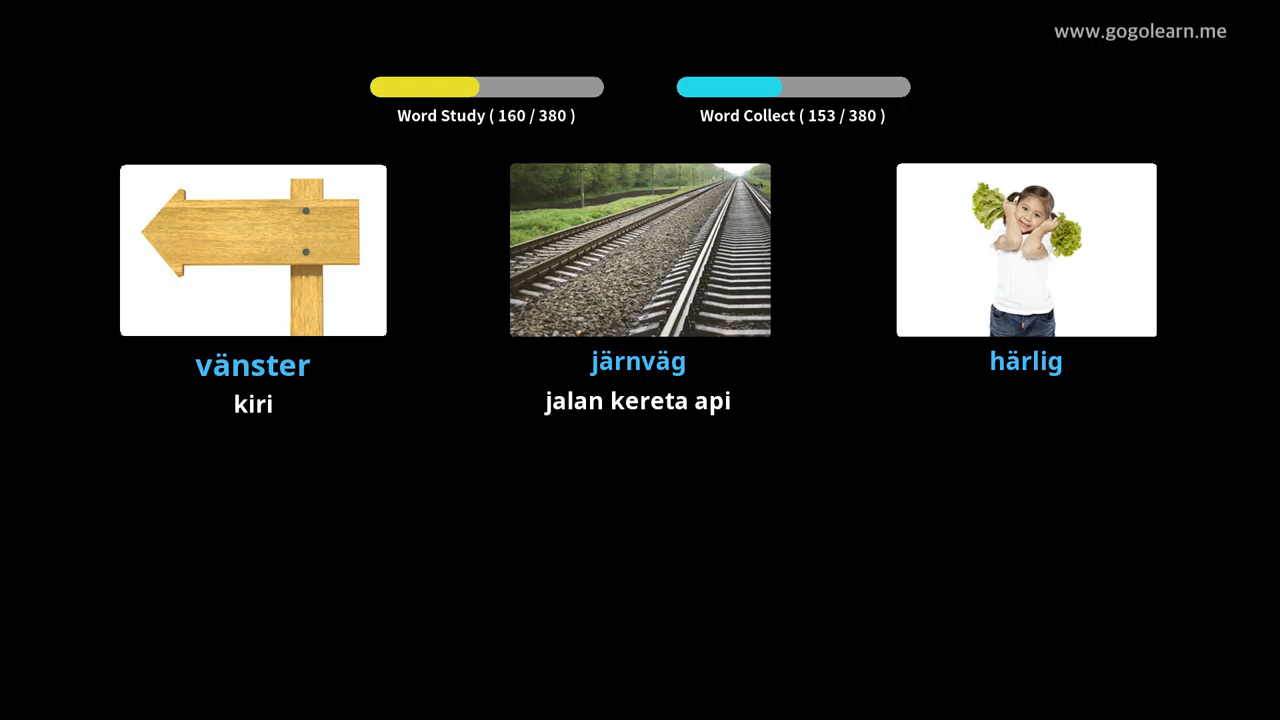 www.gogolearn.me
Word Study ( 160 / 380 )
Word Collect ( 153 / 380 )
vänster
kiri
järnväg
jalan kereta api
härlig